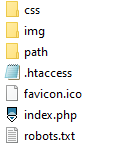 css
img
path
.htaccess
favicon.ico
index.php
robots.txt